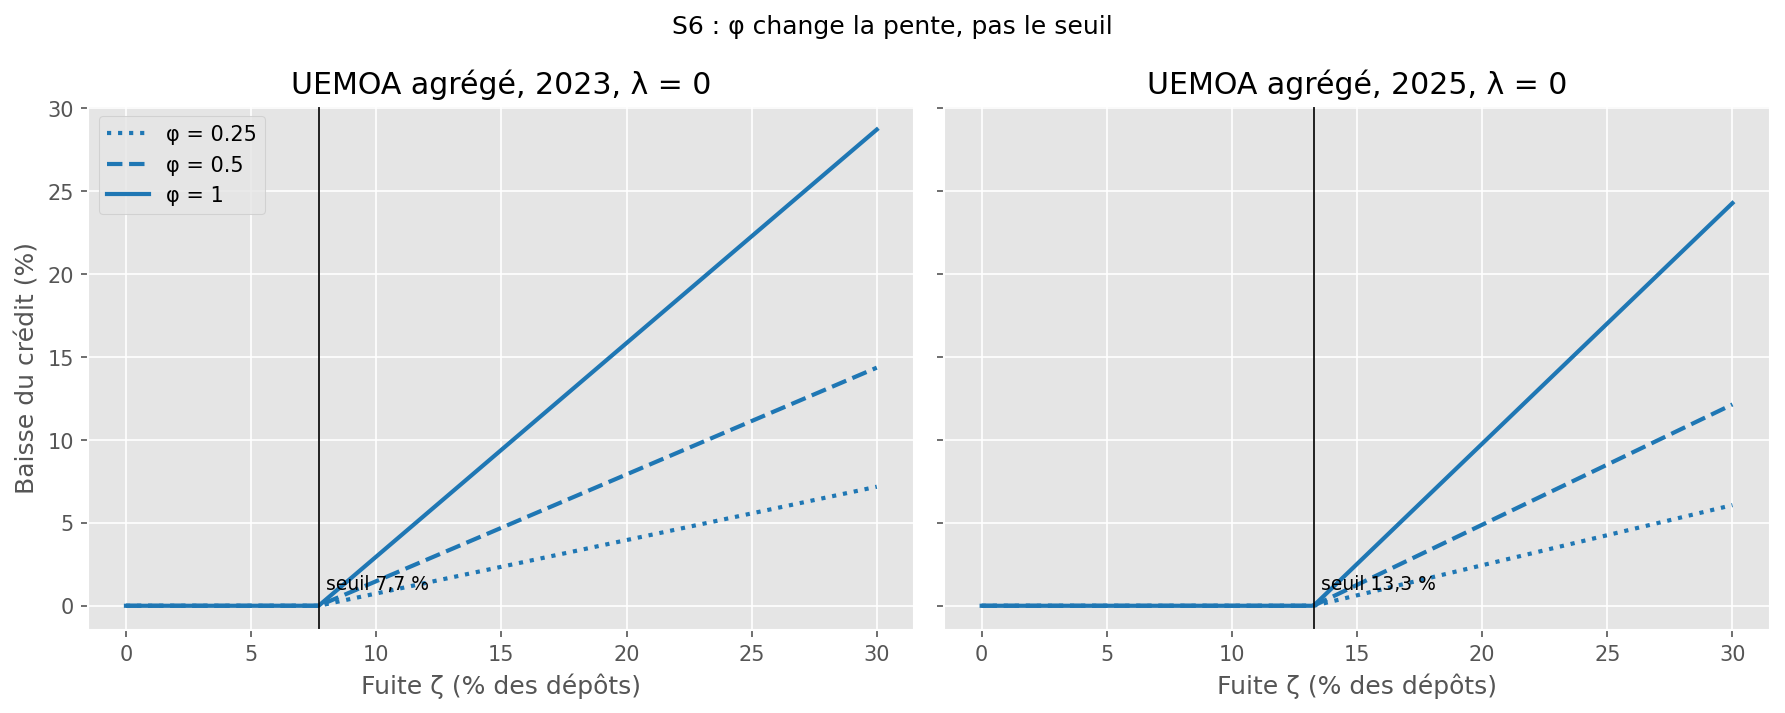 S6 : φ change la pente, pas le seuil
UEMOA agrégé, 2023, λ = 0
30
25
20
15
10
5
0
Baisse du crédit (%)
φ = 0.25
φ = 0.5
φ = 1
seuil 7,7 %
0 5 10 15 20 25 30
Fuite ζ (% des dépôts)
UEMOA agrégé, 2025, λ = 0
seuil 13,3 %
0 5 10 15 20 25 30
Fuite ζ (% des dépôts)